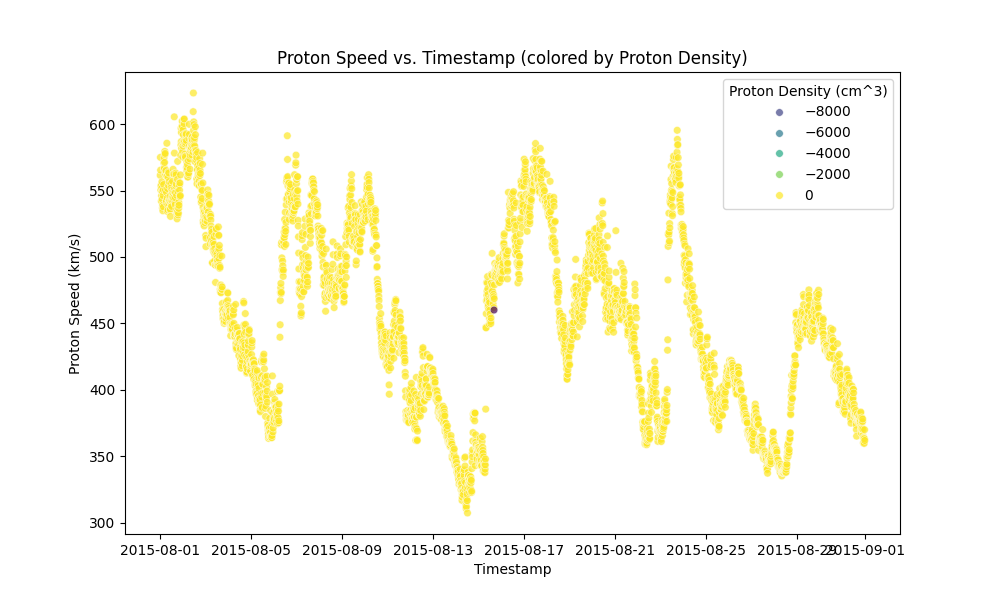 Proton Speed vs. Timestamp (colored by Proton Density)
Proton Density (cm^3)
−8000
−6000
−4000
−2000
0
Proton Speed (km/s)
600
550
500
450
400
350
300
2015-08-01 2015-08-05 2015-08-09 2015-08-13 2015-08-17 2015-08-21 2015-08-25 2015-08-29 2015-09-01
Timestamp